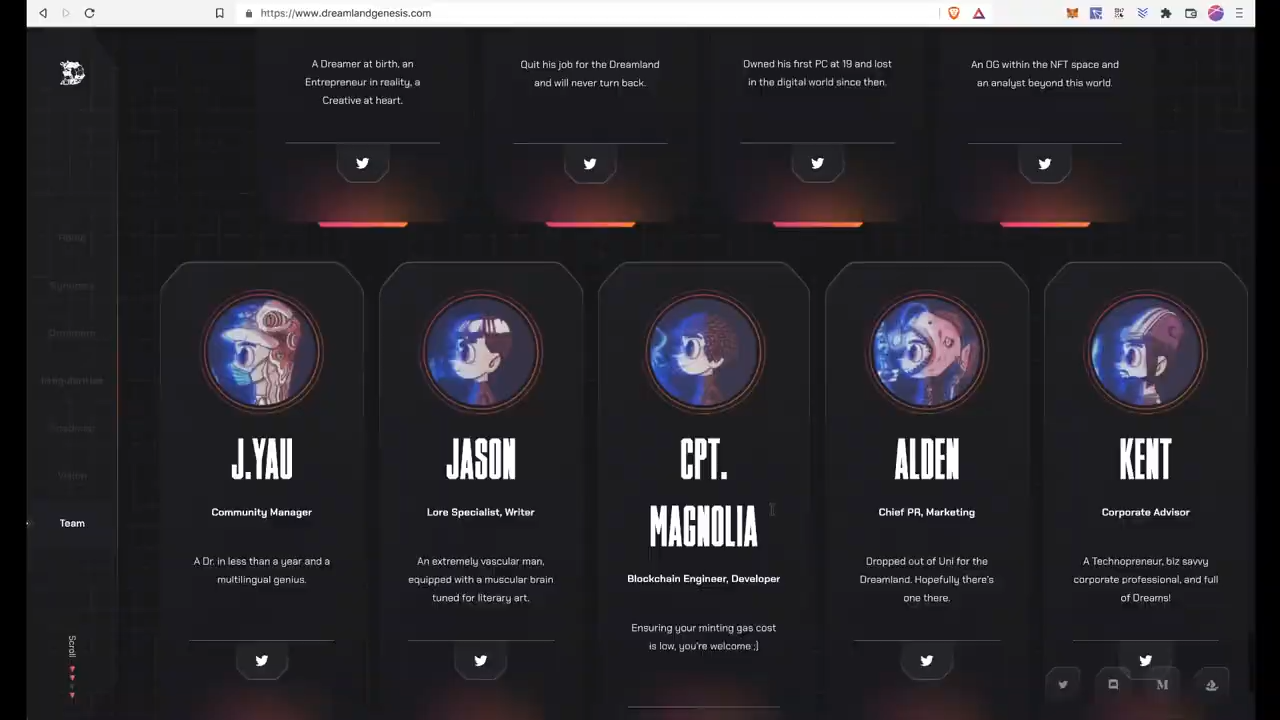 https://www.dreamlandgenesis.com
A Dreamer at birth, an
Entrepreneur in reality, a
Creative at heart.
Quit his job for the Dreamland
and will never turn back.
Owned his first PC at 19 and lost
in the digital world since then.
An OG within the NFT space and
an analyst beyond this world.
Home
Synopsis
Roadmap
Vision
Team
Scroll
J.YAU
Community Manager
A Dr. in less than a year and a
multilingual genius.
JASON
Lore Specialist, Writer
An extremely vascular man,
equipped with a muscular brain
tuned for literary art.
CPT.
MAGNOLIA
Blockchain Engineer, Developer
Ensuring your minting gas cost
is low, you're welcome ;]
ALDEN
Chief PR, Marketing
Dropped out of Uni for the
Dreamland. Hopefully there's
one there.
KENT
Corporate Advisor
A Technopreneur, biz savvy
corporate professional, and full
of Dreams!